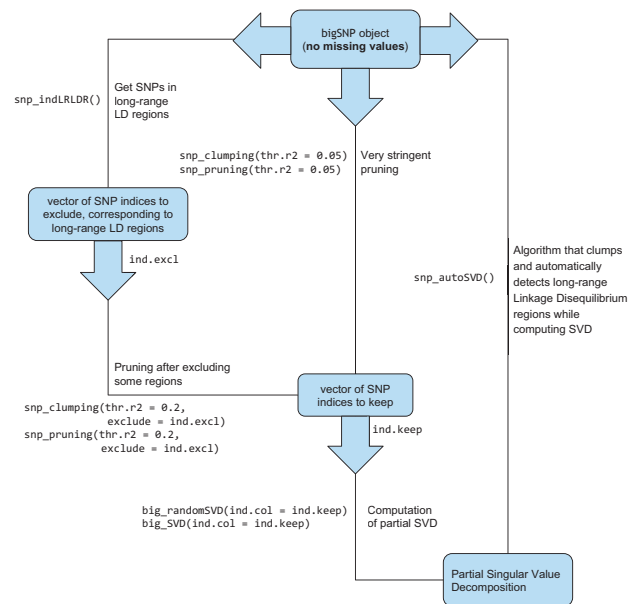 bigSNP object
(no missing values)
Get SNPs in
long-range
LD regions
snp_indLRLDR()
snp_clumping(thr.r2 = 0.05)
snp_pruning(thr.r2 = 0.05)
Very stringent
pruning
vector of SNP indices to
exclude, corresponding to
long-range LD regions
ind.excl
snp_autoSVD()
Algorithm that clumps
and automatically
detects long-range
Linkage Disequilibrium
regions while
computing SVD
Pruning after excluding
some regions
snp_clumping(thr.r2 = 0.2,
exclude = ind.excl)
snp_pruning(thr.r2 = 0.2,
exclude = ind.excl)
vector of SNP
indices to keep
ind.keep
big_randomSVD(ind.col = ind.keep)
big_SVD(ind.col = ind.keep)
Computation
of partial SVD
Partial Singular Value
Decomposition